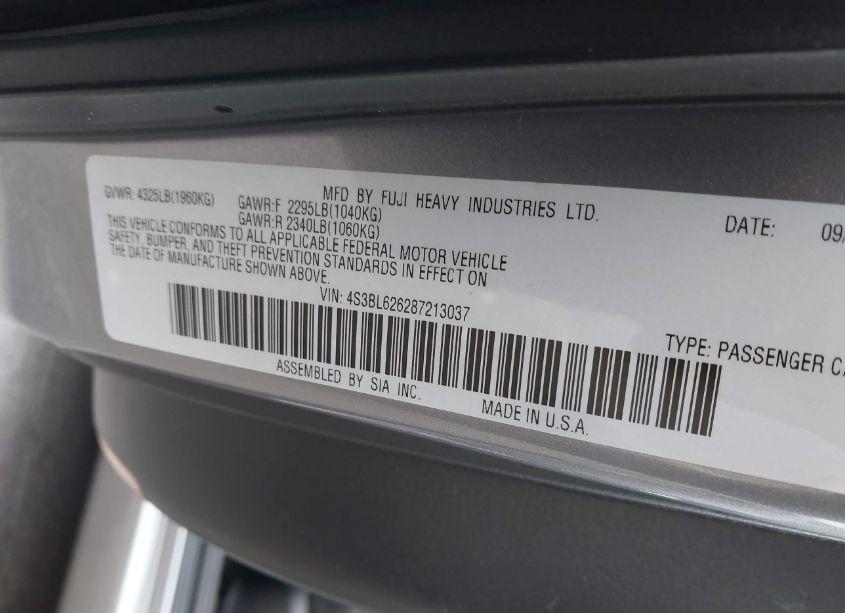 MFD BY FUJI HEAVY INDUSTRIES LTD.
DATE: 09/
GVWR: 4325LB(1960KG)
GAWR:F 2295LB(1040KG)
GAWR:R 2340LB(1060KG)
THIS VEHICLE CONFORMS TO ALL APPLICABLE FEDERAL MOTOR VEHICLE
SAFETY, BUMPER, AND THEFT PREVENTION STANDARDS IN EFFECT ON
THE DATE OF MANUFACTURE SHOWN ABOVE.
VIN: 4S3BL626287213037
TYPE: PASSENGER
ASSEMBLED BY SIA INC.
MADE IN U.S.A.